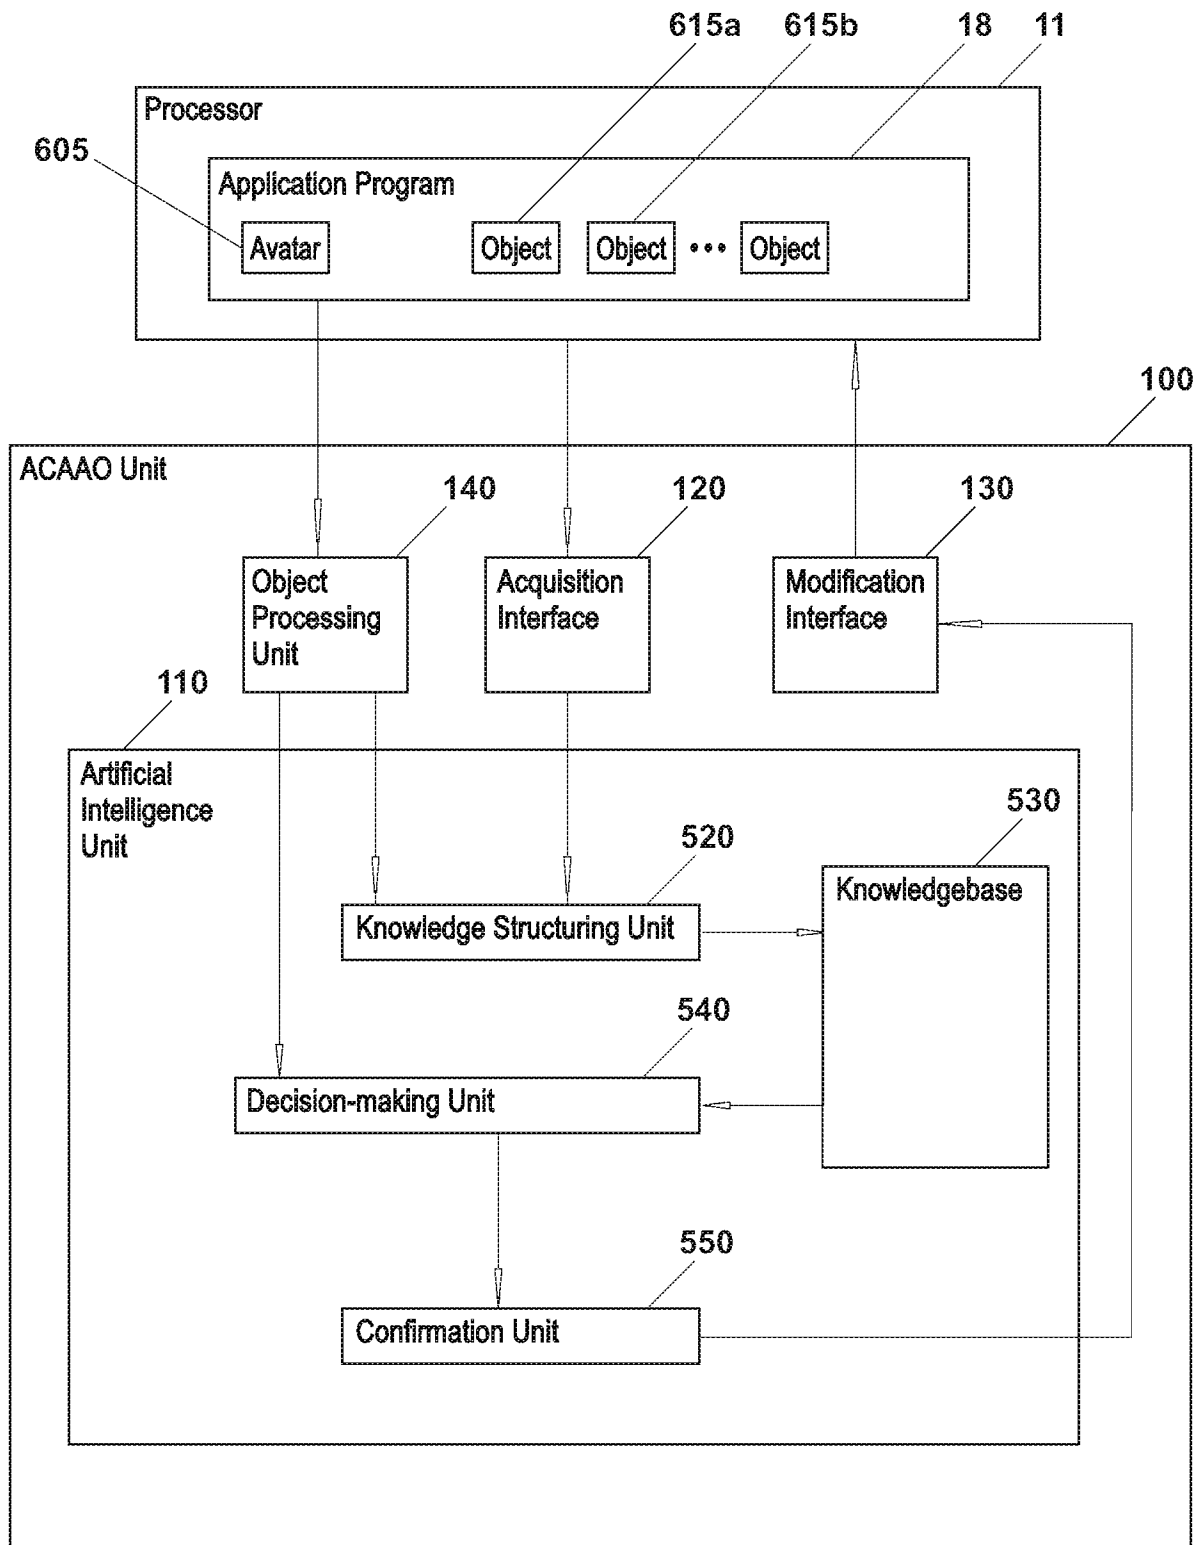 615a 615b 18 11
Processor
605
Application Program
Avatar Object Object ••• Object
100
ACAAO Unit
140 120 130
Object
Processing
Unit
Acquisition
Interface
Modification
Interface
110
Artificial
Intelligence
Unit
530
Knowledgebase
520
Knowledge Structuring Unit
540
Decision-making Unit
550
Confirmation Unit